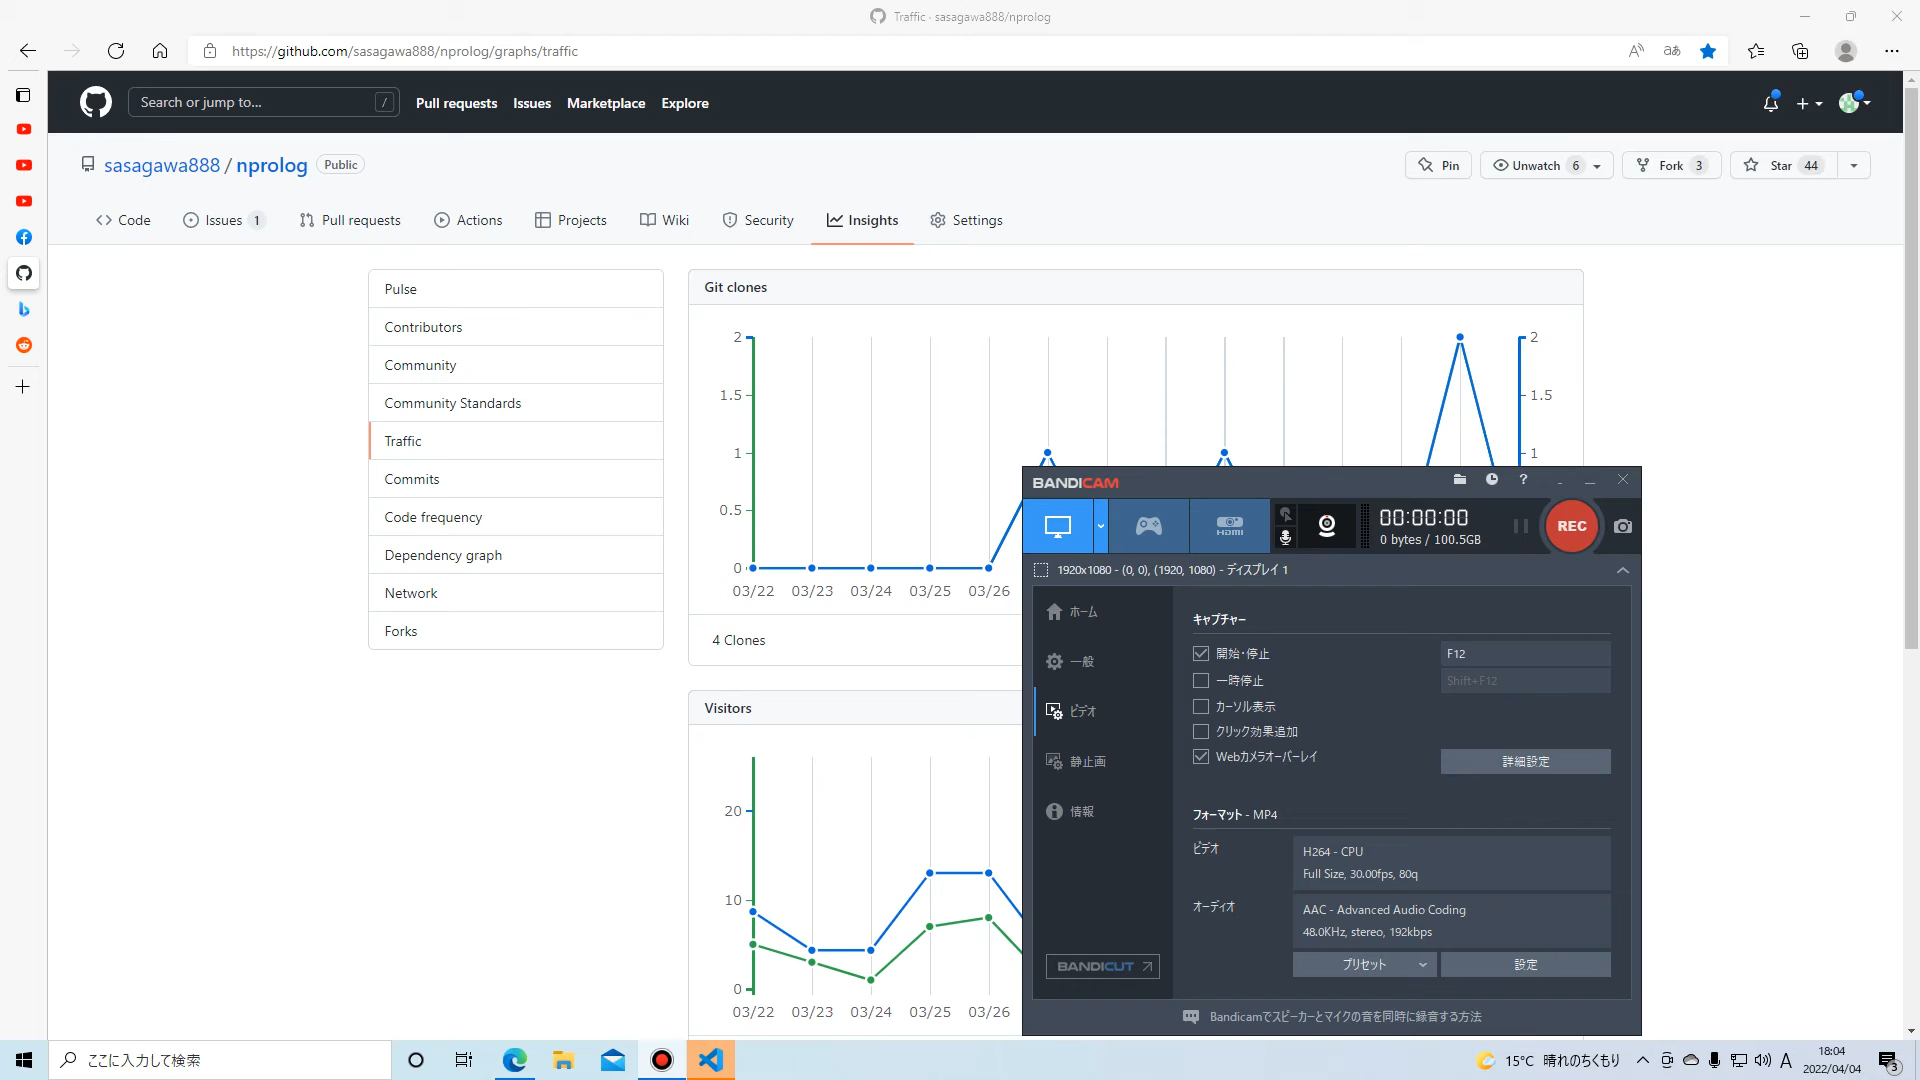 Traffic · sasagawa888/nprolog
https://github.com/sasagawa888/nprolog/graphs/traffic
Search or jump to...
/
Pull requests
Issues
Marketplace
Explore
sasagawa888 / nprolog
Public
Pin
Unwatch 6
Fork 3
Star 44
Code
Issues 1
Pull requests
Actions
Projects
Wiki
Security
Insights
Settings
Pulse
Contributors
Community
Community Standards
Traffic
Commits
Code frequency
Dependency graph
Network
Forks
Git clones
2
1.5
1
0.5
0
2
1.5
1
03/22 03/23 03/24 03/25 03/26
4 Clones
Visitors
20
10
0
03/22 03/23 03/24 03/25 03/26
BANDICAM
?
HDMI
00:00:00
0 bytes / 100.5GB
REC
1920x1080 - (0, 0), (1920, 1080) - ディスプレイ 1
ホーム
一般
ビデオ
静止画
情報
BANDICUT
キャプチャー
開始・停止
F12
一時停止
Shift+F12
カーソル表示
クリック効果追加
Webカメラオーバーレイ
詳細設定
フォーマット - MP4
ビデオ
H264 - CPU
Full Size, 30.00fps, 80q
オーディオ
AAC - Advanced Audio Coding
48.0KHz, stereo, 192kbps
プリセット
設定
Bandicamでスピーカーとマイクの音を同時に録音する方法
ここに入力して検索
15°C 晴れのちくもり
A
18:04
2022/04/04
3